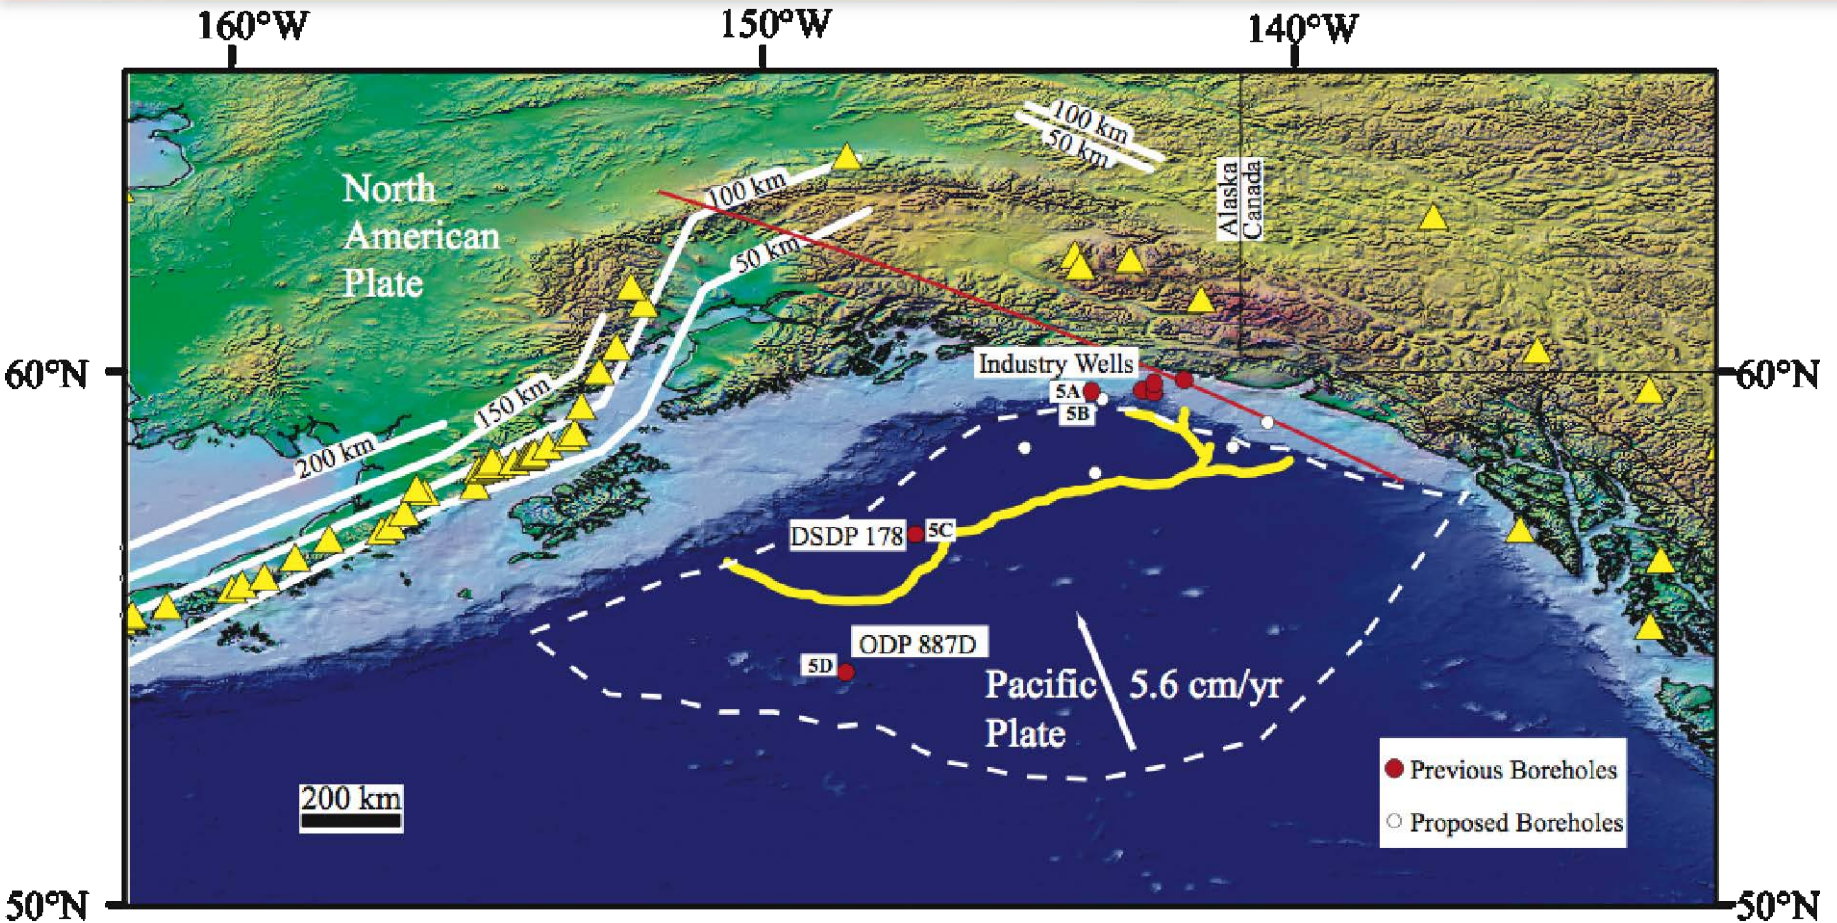 160°W
150°W
140°W
100 km
50 km
Alaska
Canada
North
American
Plate
100 km
50 km
60°N
60°N
Industry Wells
5A
5B
150 km
200 km
DSDP 178
5C
ODP 887D
5D
Pacific
Plate
5.6 cm/yr
Previous Boreholes
Proposed Boreholes
200 km
50°N
50°N